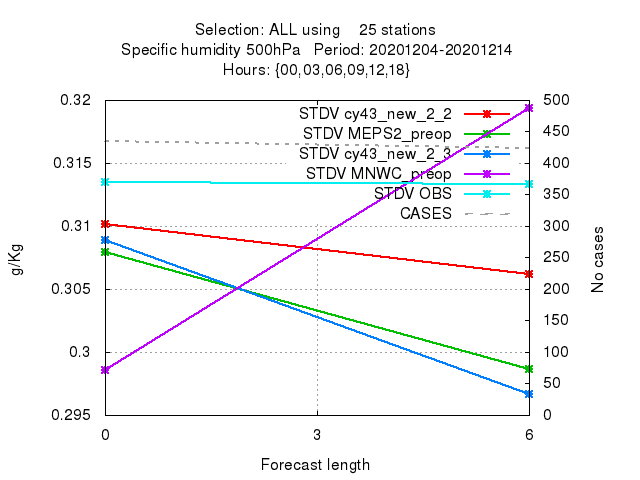 Selection: ALL using 25 stations
Specific humidity 500hPa Period: 20201204-20201214
Hours: {00,03,06,09,12,18}
0.32
0.315
0.31
0.305
0.3
0.295
g/Kg
STDV cy43_new_2_2
STDV MEPS2_preop
STDV cy43_new_2_3
STDV MNWC_preop
STDV OBS
CASES
500
450
400
350
300
250
200
150
100
50
0
No cases
0 3 6
Forecast length